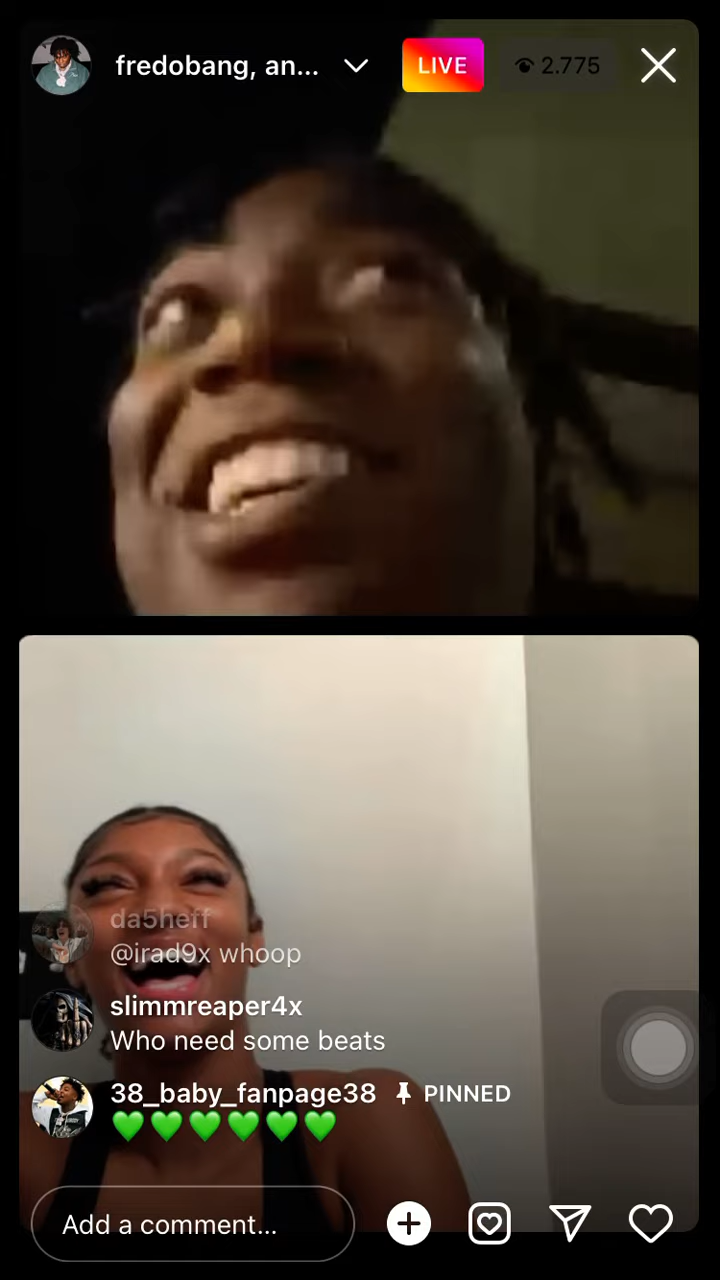 fredobang, an...
LIVE
2.775
da5heff
@irad9x whoop
slimmreaper4x
Who need some beats
38_baby_fanpage38 PINNED
💚💚💚💚💚💚
Add a comment...